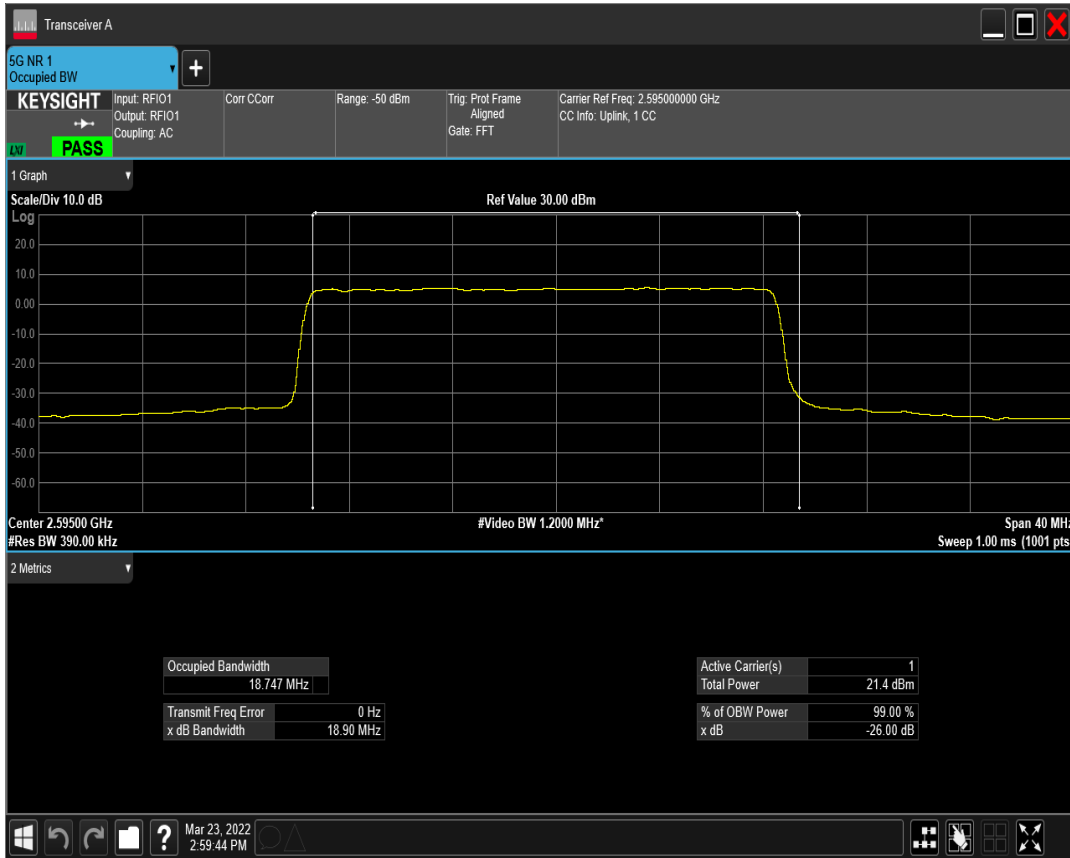 Transceiver A
5G NR 1
Occupied BW
KEYSIGHT
LXI
PASS
Input: RFIO1
Output: RFIO1
Coupling: AC
Corr CCorr
Range: -50 dBm
Trig: Prot Frame
Aligned
Gate: FFT
Carrier Ref Freq: 2.595000000 GHz
CC Info: Uplink, 1 CC
1 Graph
Scale/Div 10.0 dB
Ref Value 30.00 dBm
Log
20.0
10.0
0.00
-10.0
-20.0
-30.0
-40.0
-50.0
-60.0
Center 2.59500 GHz
#Video BW 1.2000 MHz*
Span 40 MHz
#Res BW 390.00 kHz
Sweep 1.00 ms (1001 pts
2 Metrics
Occupied Bandwidth
18.747 MHz
Transmit Freq Error 0 Hz
x dB Bandwidth 18.90 MHz
Active Carrier(s) 1
Total Power 21.4 dBm
% of OBW Power 99.00 %
x dB -26.00 dB
?
Mar 23, 2022
2:59:44 PM